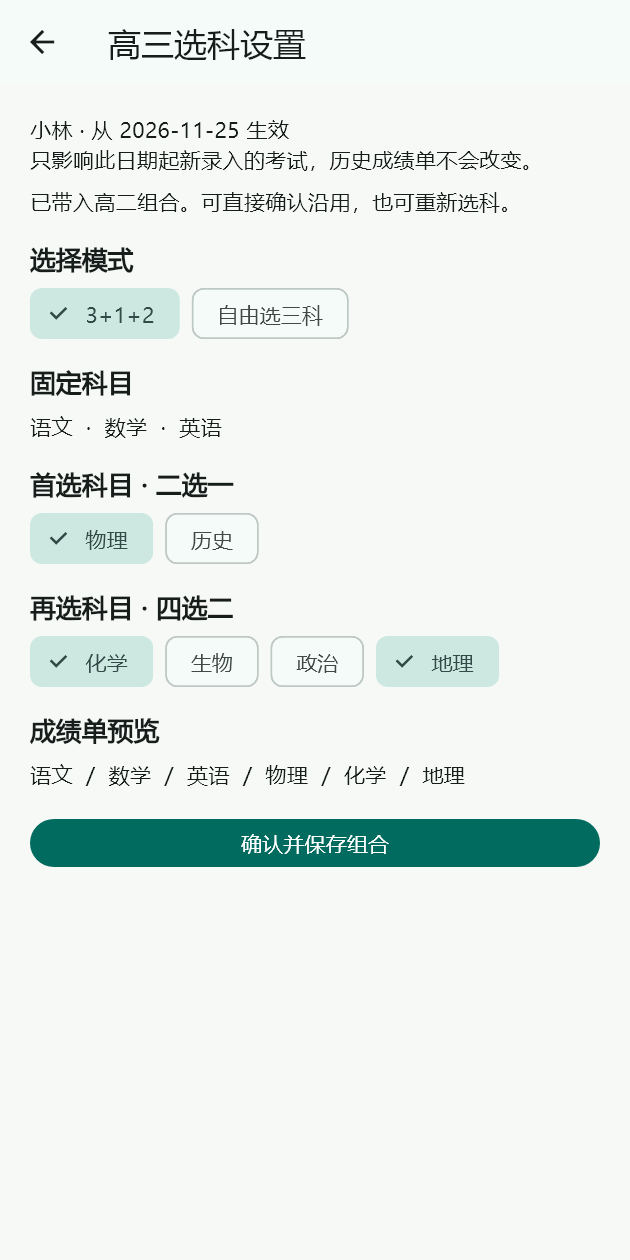 高三选科设置
小林 · 从 2026-11-25 生效
只影响此日期起新录入的考试，历史成绩单不会改变。
已带入高二组合。可直接确认沿用，也可重新选科。
选择模式
3+1+2 自由选三科
固定科目
语文 · 数学 · 英语
首选科目 · 二选一
物理 历史
再选科目 · 四选二
化学 生物 政治 地理
成绩单预览
语文 / 数学 / 英语 / 物理 / 化学 / 地理
确认并保存组合